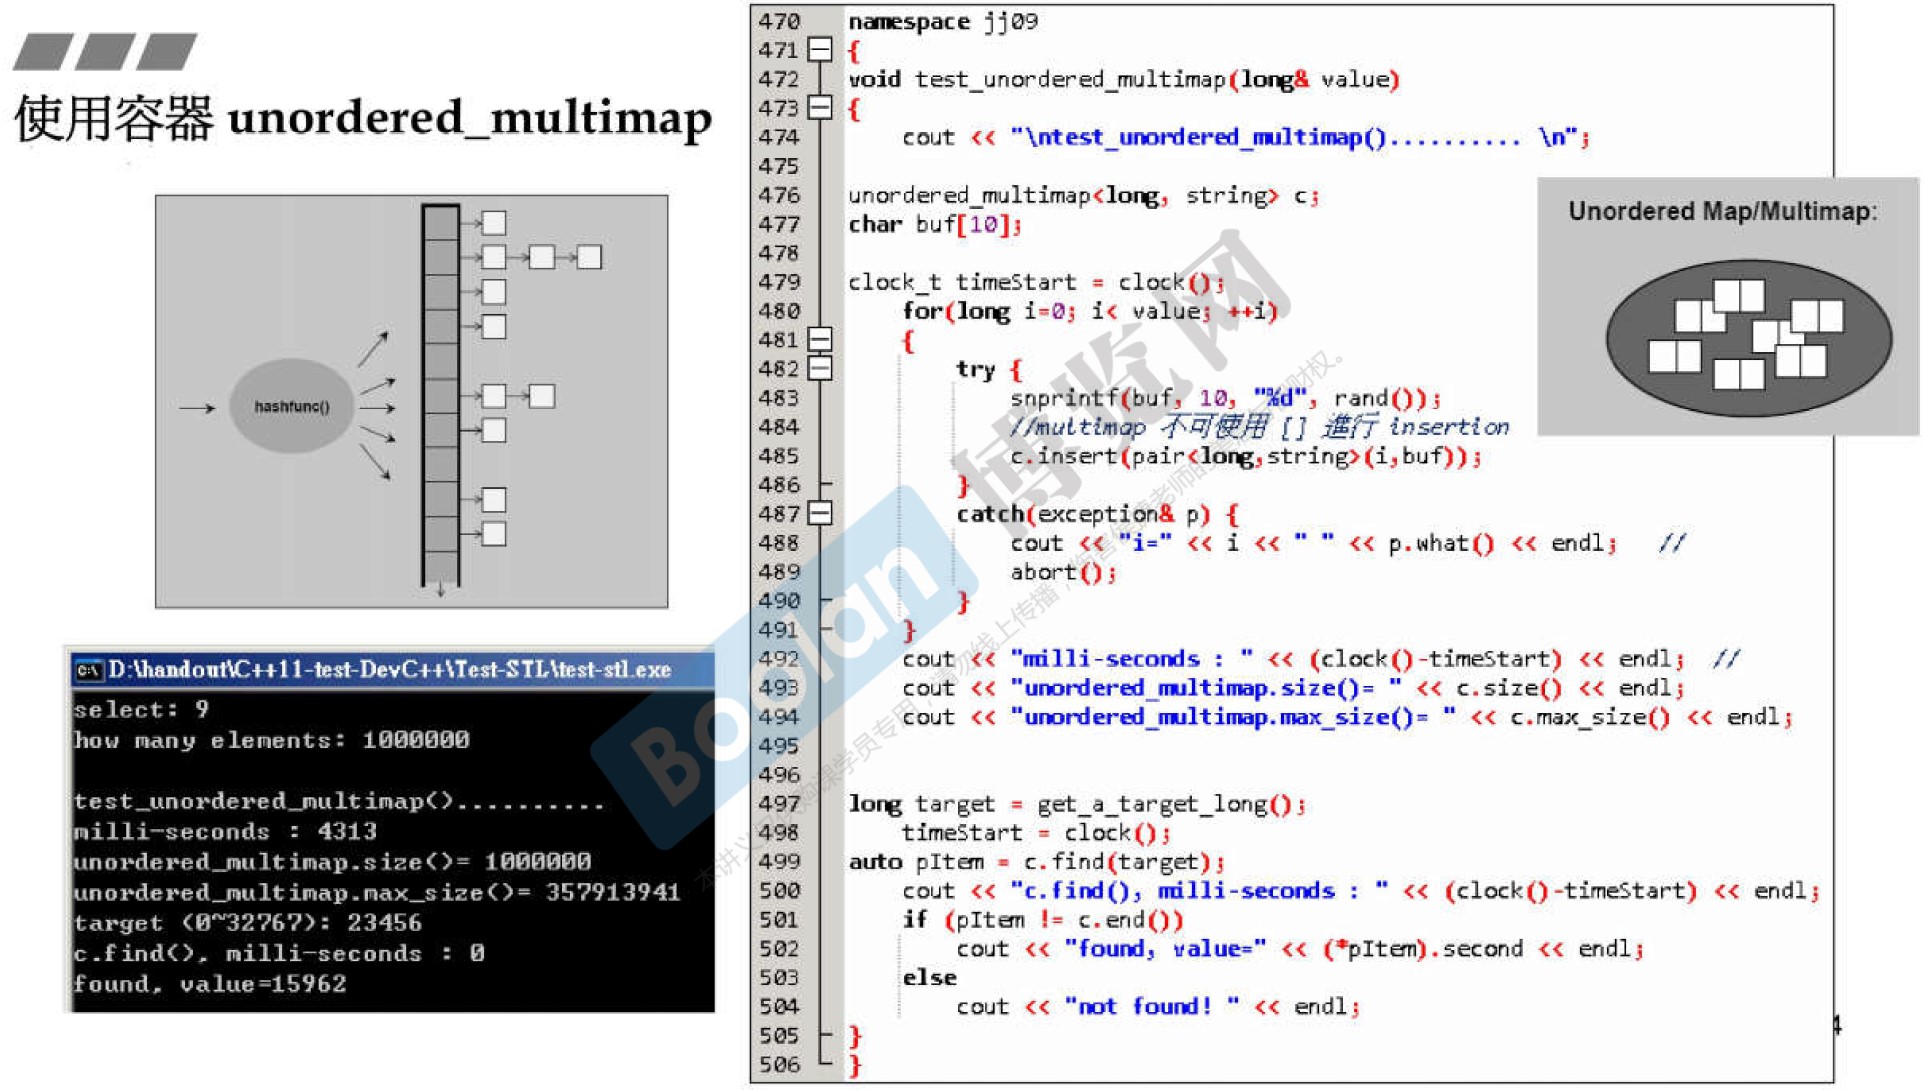 使用容器 unordered_multimap
hashfunc()
D:\handout\C++11-test-DevC++\Test-STL\test-stl.exe
select: 9
how many elements: 1000000
test_unordered_multimap()..........
milli-seconds : 4313
unordered_multimap.size()= 1000000
unordered_multimap.max_size()= 357913941
target (0~32767): 23456
c.find(), milli-seconds : 0
found, value=15962
470 namespace jj09
471 {
472 void test_unordered_multimap(long& value)
473 {
474 cout << "\ntest_unordered_multimap().......... \n";
475
476 unordered_multimap<long, string> c;
477 char buf[10];
478
479 clock_t timeStart = clock();
480 for(long i=0; i< value; ++i)
481 {
482 try {
483 snprintf(buf, 10, "%d", rand());
484 //multimap 不可使用 [] 進行 insertion
485 c.insert(pair<long,string>(i,buf));
486 }
487 catch(exception& p) {
488 cout << "i=" << i << " " << p.what() << endl; //
489 abort();
490 }
491 }
492 cout << "milli-seconds : " << (clock()-timeStart) << endl; //
493 cout << "unordered_multimap.size()= " << c.size() << endl;
494 cout << "unordered_multimap.max_size()= " << c.max_size() << endl;
495
496
497 long target = get_a_target_long();
498 timeStart = clock();
499 auto pItem = c.find(target);
500 cout << "c.find(), milli-seconds : " << (clock()-timeStart) << endl;
501 if (pItem != c.end())
502 cout << "found, value=" << (*pItem).second << endl;
503 else
504 cout << "not found! " << endl;
505 }
506 }
Unordered Map/Multimap:
4
Boolan 博览网